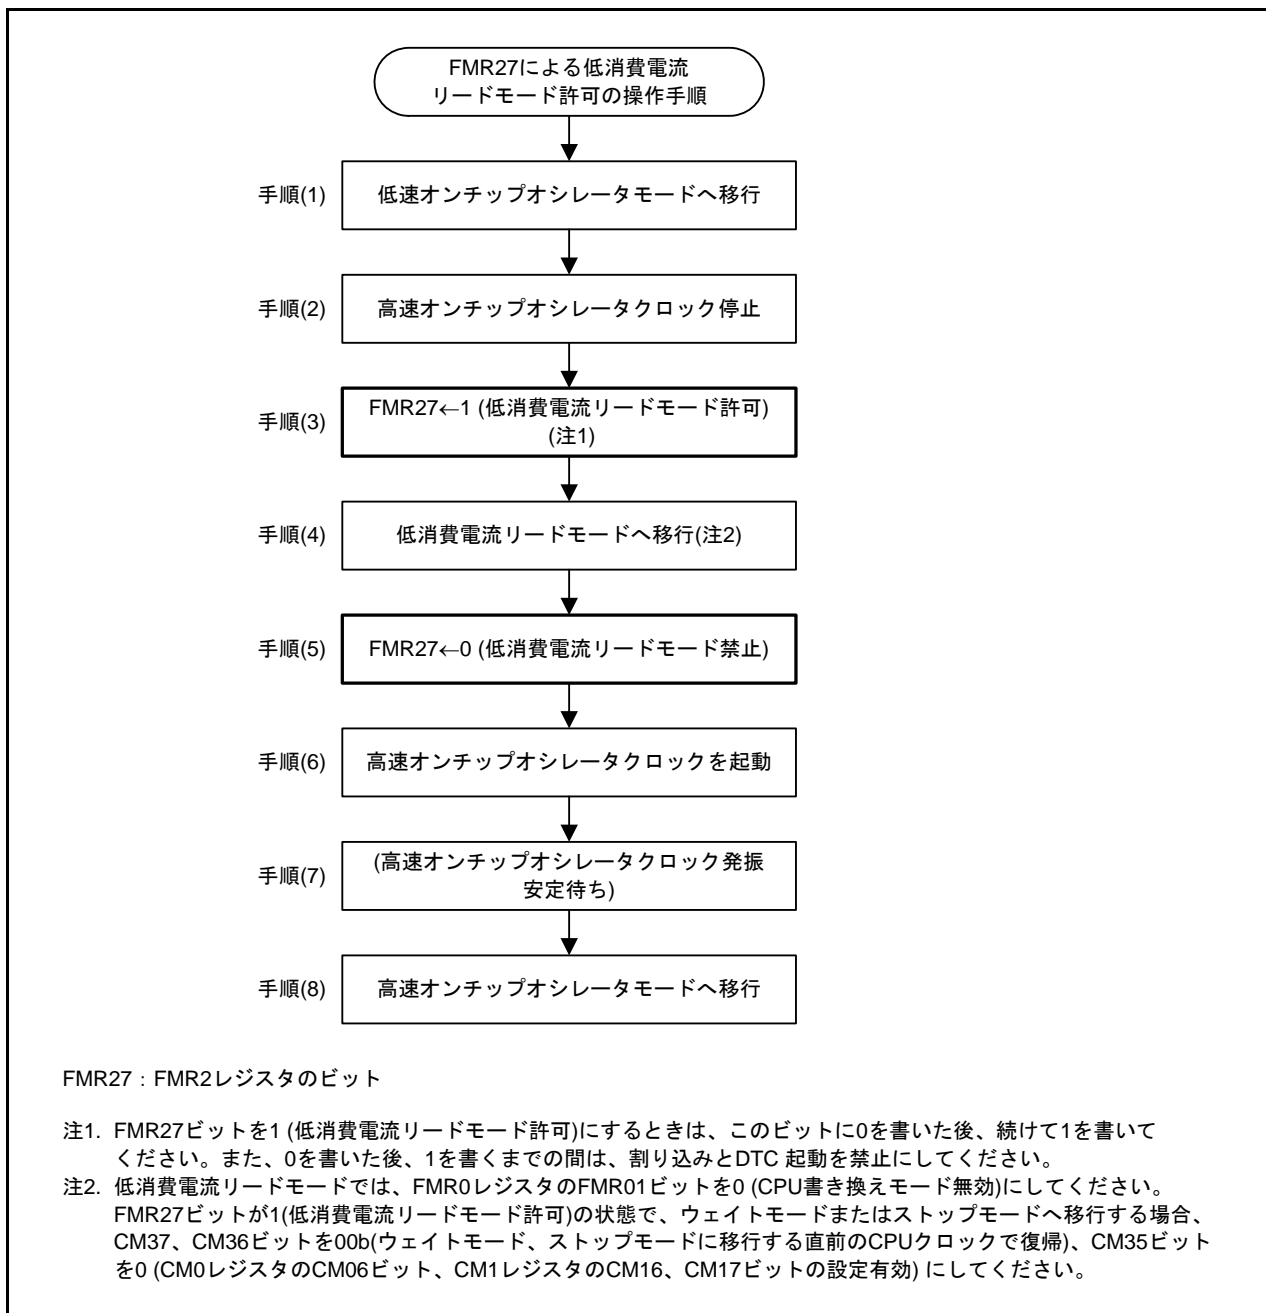 FMR27による低消費電流
リードモード許可の操作手順
手順(1)
低速オンチップオシレータモードへ移行
手順(2)
高速オンチップオシレータクロック停止
手順(3)
FMR27←1 (低消費電流リードモード許可)
(注1)
手順(4)
低消費電流リードモードへ移行(注2)
手順(5)
FMR27←0 (低消費電流リードモード禁止)
手順(6)
高速オンチップオシレータクロックを起動
手順(7)
(高速オンチップオシレータクロック発振
安定待ち)
手順(8)
高速オンチップオシレータモードへ移行
FMR27：FMR2レジスタのビット
注1. FMR27ビットを1 (低消費電流リードモード許可)にするときは、このビットに0を書いた後、続けて1を書いて
ください。また、0を書いた後、1を書くまでの間は、割り込みとDTC 起動を禁止にしてください。
注2. 低消費電流リードモードでは、FMR0レジスタのFMR01ビットを0 (CPU書き換えモード無効)にしてください。
FMR27ビットが1(低消費電流リードモード許可)の状態で、ウェイトモードまたはストップモードへ移行する場合、
CM37、CM36ビットを00b(ウェイトモード、ストップモードに移行する直前のCPUクロックで復帰)、CM35ビット
を0 (CM0レジスタのCM06ビット、CM1レジスタのCM16、CM17ビットの設定有効) にしてください。